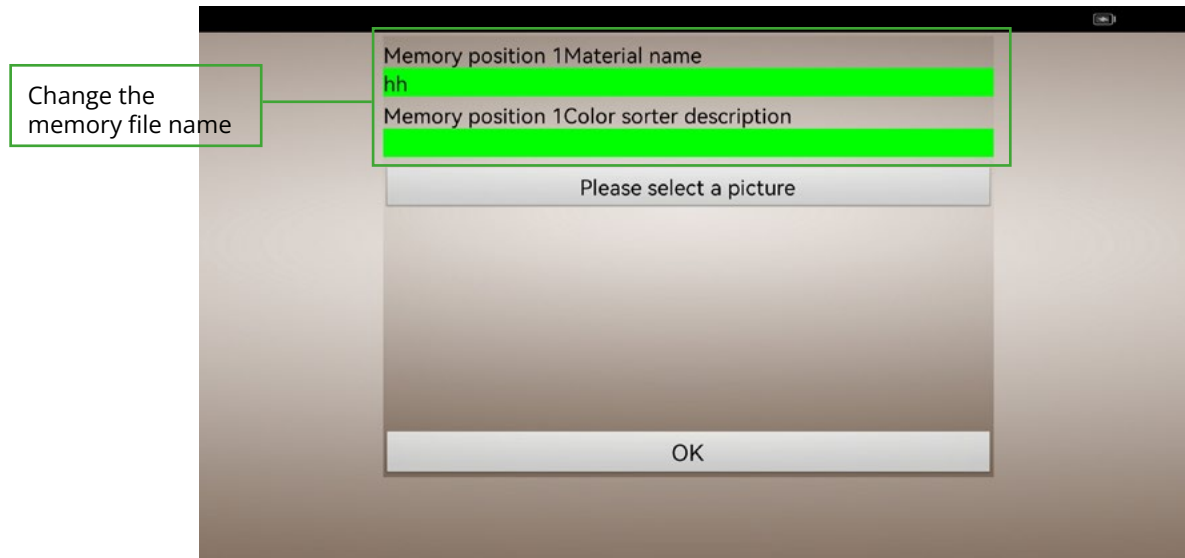 Change the
memory file name
Memory position 1Material name
hh
Memory position 1Color sorter description
Please select a picture
OK